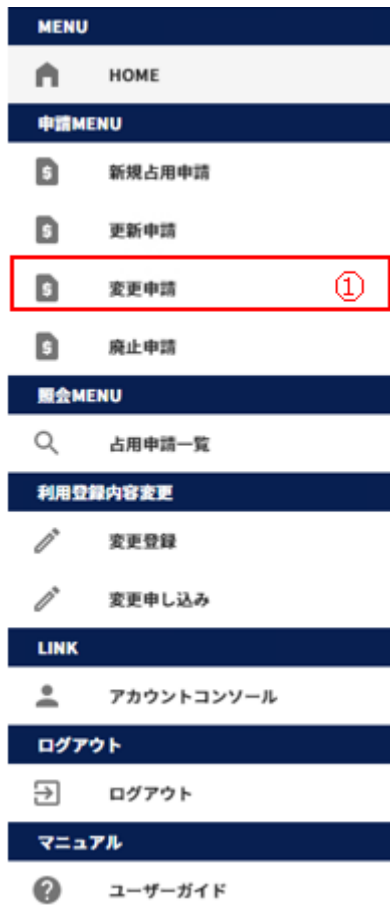 MENU
HOME
申請MENU
新規占用申請
更新申請
変更申請 ①
廃止申請
照会MENU
占用申請一覧
利用登録内容変更
変更登録
変更申し込み
LINK
アカウントコンソール
ログアウト
ログアウト
マニュアル
ユーザーガイド